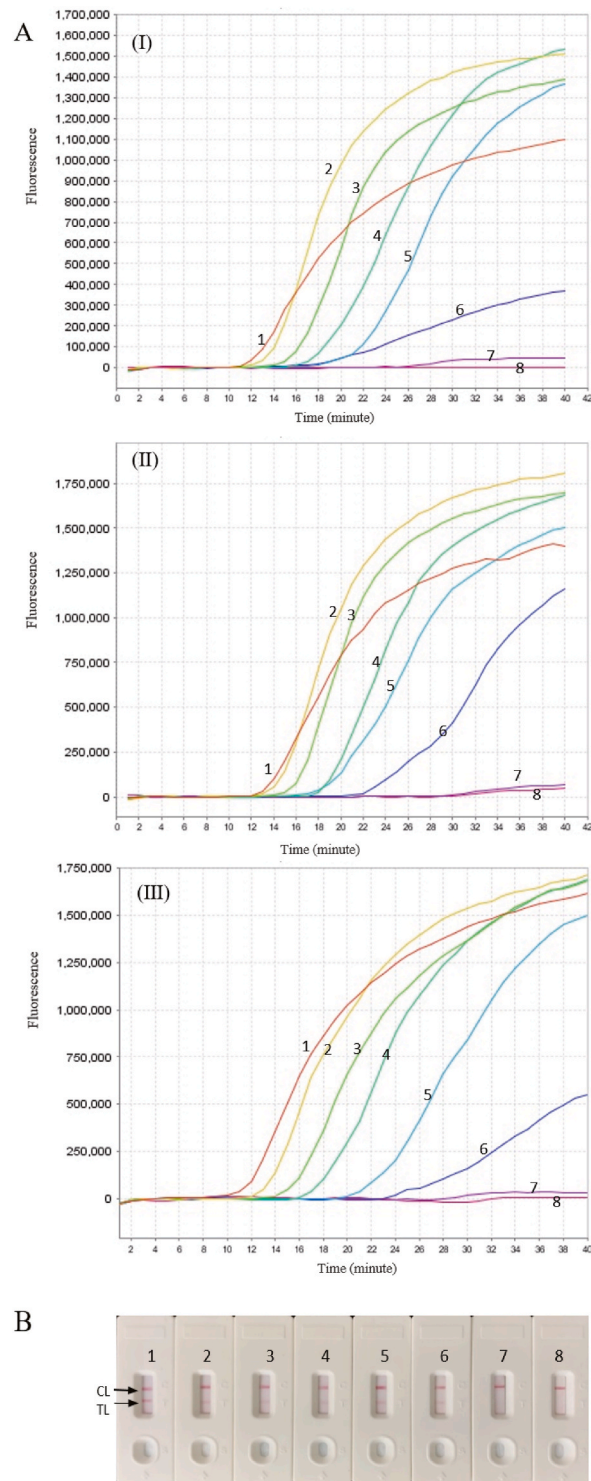 A
(I)
1,700,000
1,600,000
1,500,000
1,400,000
1,300,000
1,200,000
1,100,000
1,000,000
900,000
800,000
700,000
600,000
500,000
400,000
300,000
200,000
100,000
0
Fluorescence
1 2 3 4 5 6 7 8
0 2 4 6 8 10 12 14 16 18 20 22 24 26 28 30 32 34 36 38 40 42
Time (minute)
(II)
1,750,000
1,500,000
1,250,000
1,000,000
750,000
500,000
250,000
0
Fluorescence
1 2 3 4 5 6 7 8
0 2 4 6 8 10 12 14 16 18 20 22 24 26 28 30 32 34 36 38 40 42
Time (minute)
(III)
1,750,000
1,500,000
1,250,000
1,000,000
750,000
500,000
250,000
0
Fluorescence
1 2 3 4 5 6 7 8
2 4 6 8 10 12 14 16 18 20 22 24 26 28 30 32 34 36 38 40
Time (minute)
B
1 2 3 4 5 6 7 8
CL
TL